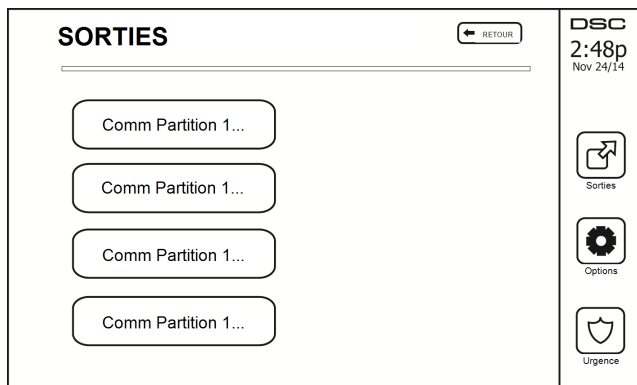 SORTIES
RETOUR
Comm Partition 1...
Comm Partition 1...
Comm Partition 1...
Comm Partition 1...
DSC
2:48p
Nov 24/14
Sorties
Options
Urgence